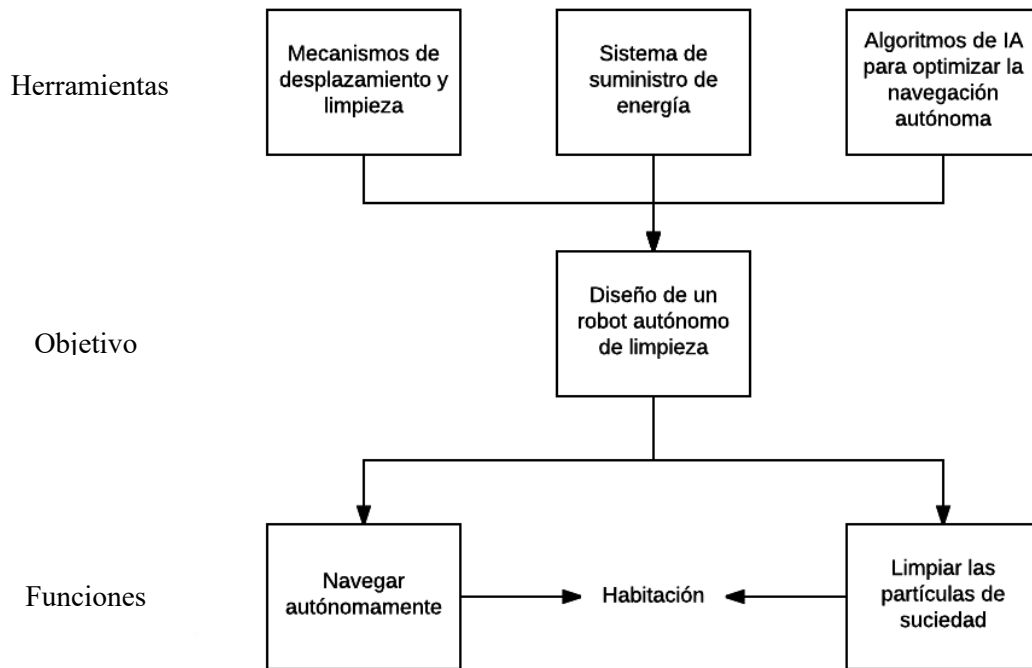 Herramientas
Mecanismos de
desplazamiento y
limpieza
Sistema de
suministro de
energía
Algoritmos de IA
para optimizar la
navegación
autónoma
Objetivo
Diseño de un
robot autónomo
de limpieza
Funciones
Navegar
autónomamente
Habitación
Limpiar las
partículas de
suciedad